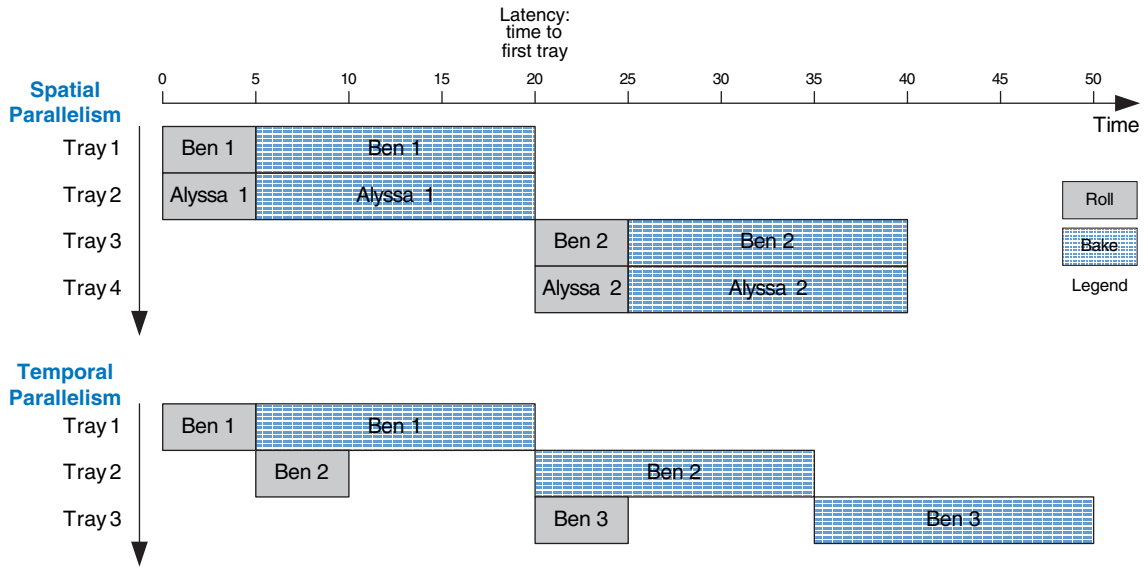 Latency:
time to
first tray
0 5 10 15 20 25 30 35 40 45 50
Time
Spatial
Parallelism
Tray 1
Ben 1
Ben 1
Tray 2
Alyssa 1
Alyssa 1
Tray 3
Ben 2
Ben 2
Tray 4
Alyssa 2
Alyssa 2
Roll
Bake
Legend
Temporal
Parallelism
Tray 1
Ben 1
Ben 1
Tray 2
Ben 2
Ben 2
Tray 3
Ben 3
Ben 3